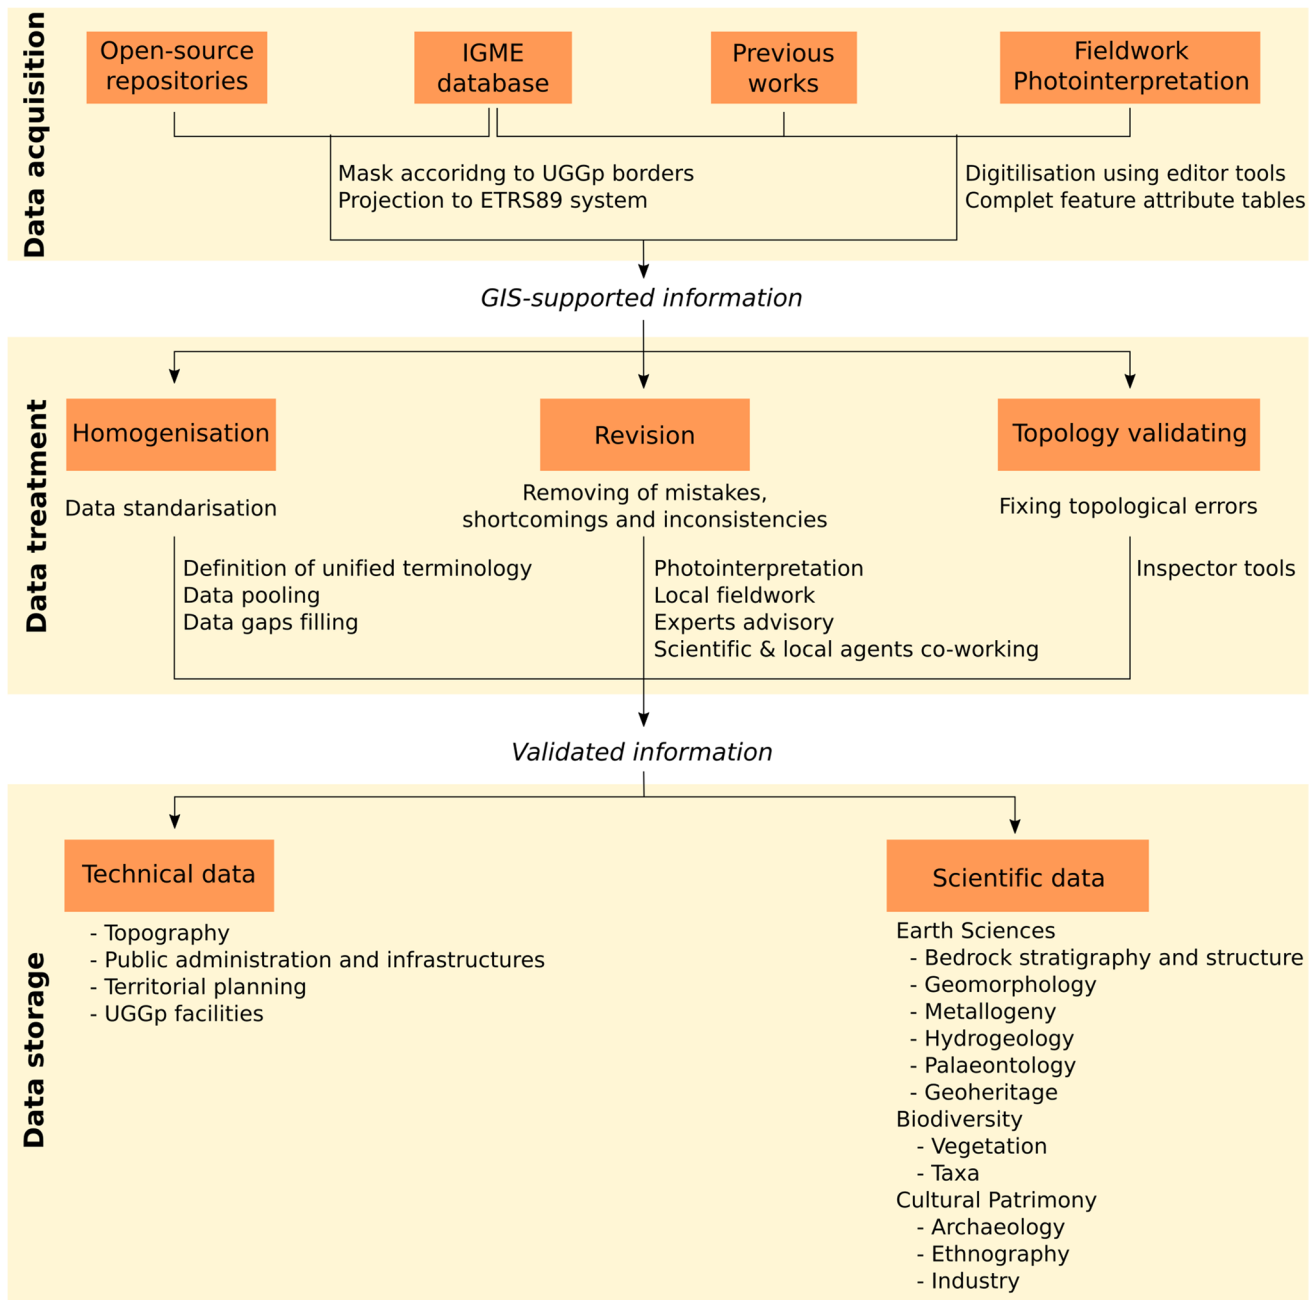 Data acquisition
Open-source
repositories
IGME
database
Previous
works
Fieldwork
Photointerpretation
Mask accoridng to UGGp borders
Projection to ETRS89 system
Digitilisation using editor tools
Complet feature attribute tables
GIS-supported information
Data treatment
Homogenisation
Data standarisation
Definition of unified terminology
Data pooling
Data gaps filling
Revision
Removing of mistakes,
shortcomings and inconsistencies
Photointerpretation
Local fieldwork
Experts advisory
Scientific & local agents co-working
Topology validating
Fixing topological errors
Inspector tools
Validated information
Data storage
Technical data
- Topography
- Public administration and infrastructures
- Territorial planning
- UGGp facilities
Scientific data
Earth Sciences
- Bedrock stratigraphy and structure
- Geomorphology
- Metallogeny
- Hydrogeology
- Palaeontology
- Geoheritage
Biodiversity
- Vegetation
- Taxa
Cultural Patrimony
- Archaeology
- Ethnography
- Industry